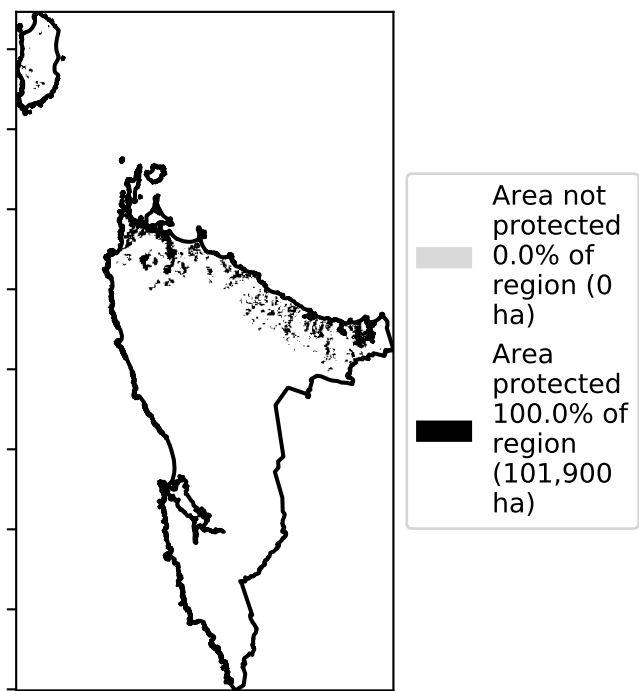 Area not
protected
0.0% of
region (0
ha)
Area
protected
100.0% of
region
(101,900
ha)